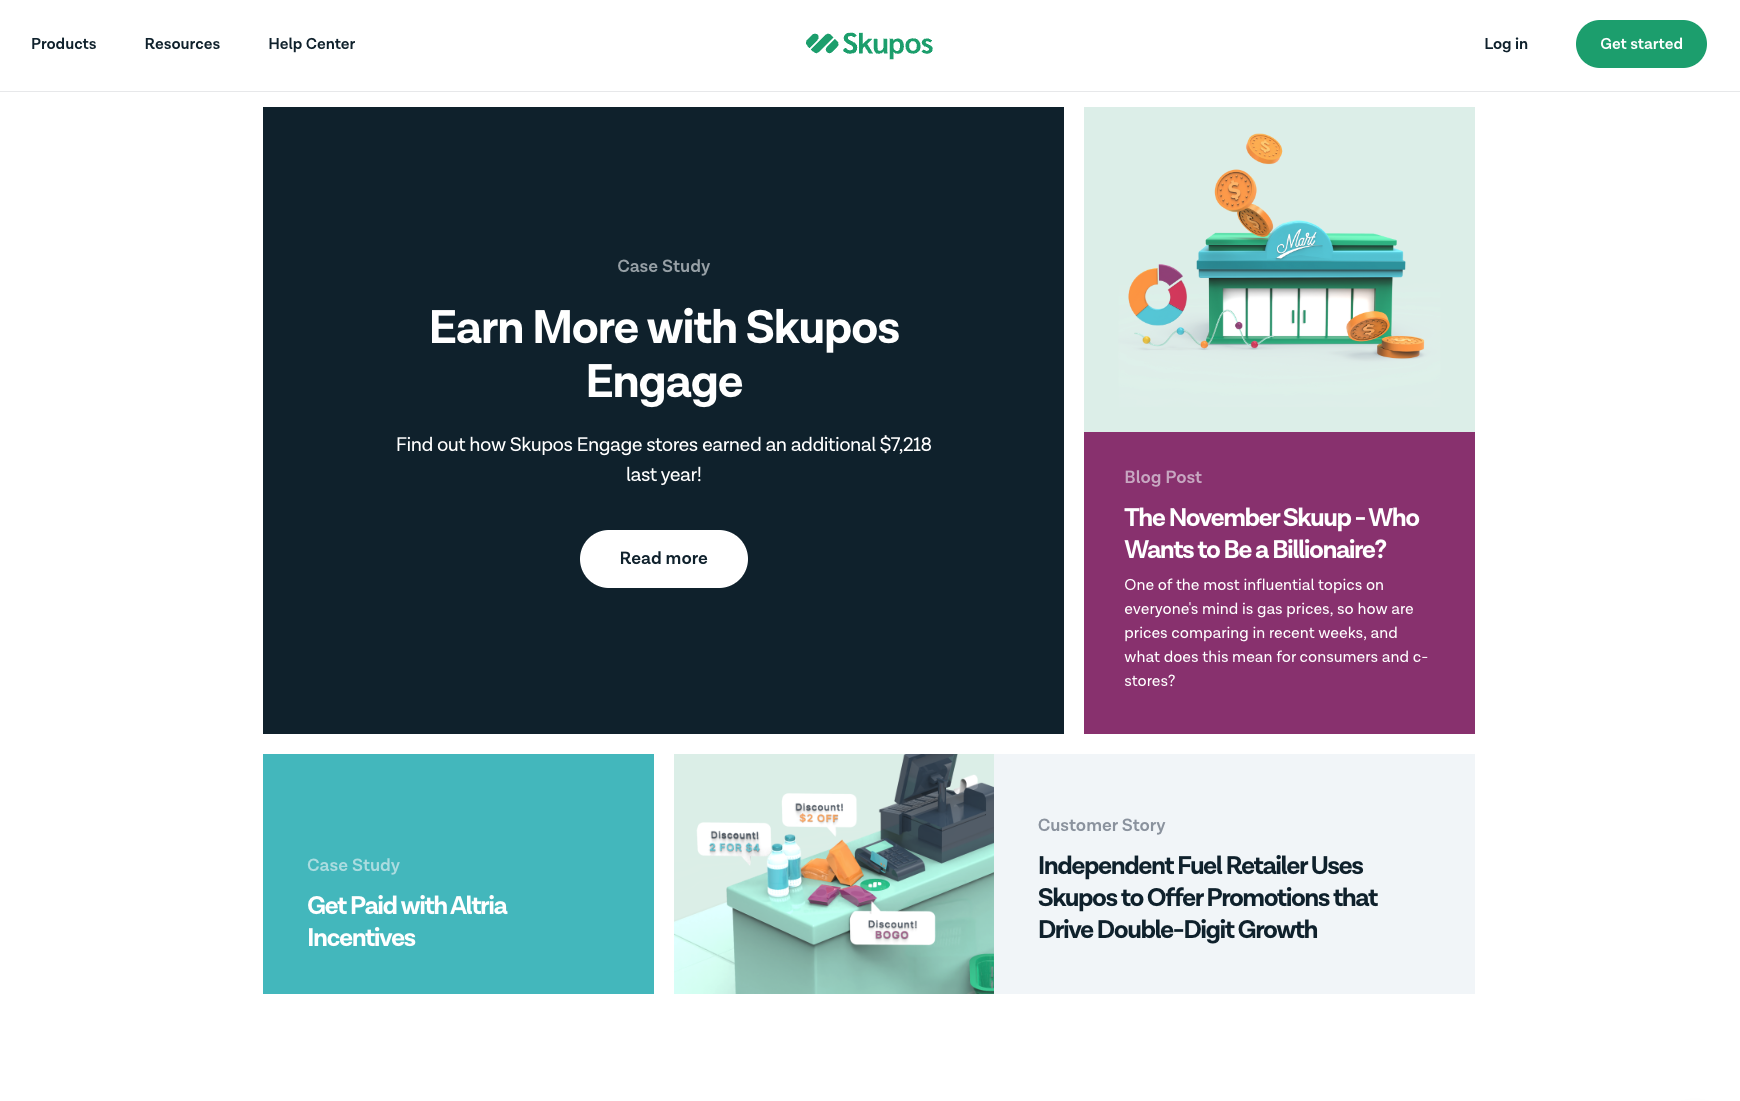 Products
Resources
Help Center
Skupos
Log in
Get started
Case Study
Earn More with Skupos
Engage
Find out how Skupos Engage stores earned an additional $7,218
last year!
Read more
Mart
Blog Post
The November Skuup - Who
Wants to Be a Billionaire?
One of the most influential topics on
everyone's mind is gas prices, so how are
prices comparing in recent weeks, and
what does this mean for consumers and c-
stores?
Case Study
Get Paid with Altria
Incentives
Discount!
$2 OFF
Discount!
2 FOR $4
Discount!
BOGO
Customer Story
Independent Fuel Retailer Uses
Skupos to Offer Promotions that
Drive Double-Digit Growth